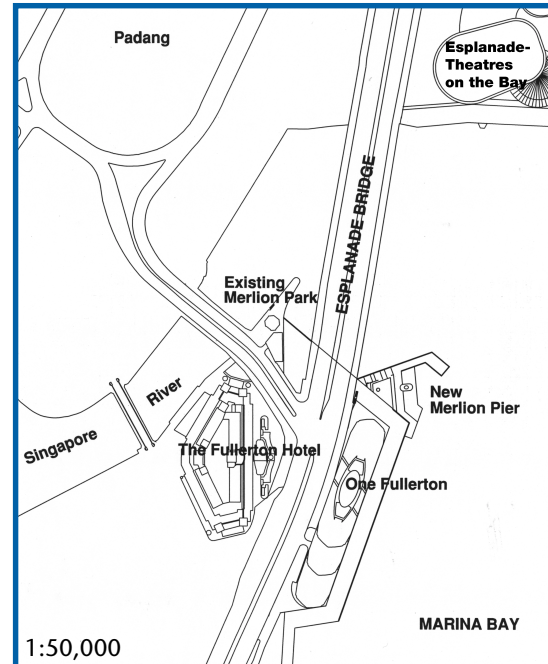 Padang
Esplanade-
Theatres
on the Bay
ESPLANADE BRIDGE
Existing
Merlion Park
River
Singapore
New
Merlion Pier
The Fullerton Hotel
One Fullerton
MARINA BAY
1:50,000